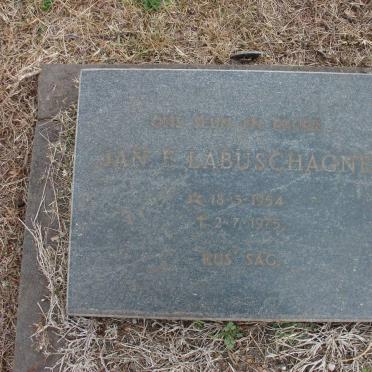 ONS SEUN EN BROER
JAN F. LABUSCHAGNE
☆ 18-5-1954
† 2-7-1975
RUS SAG.